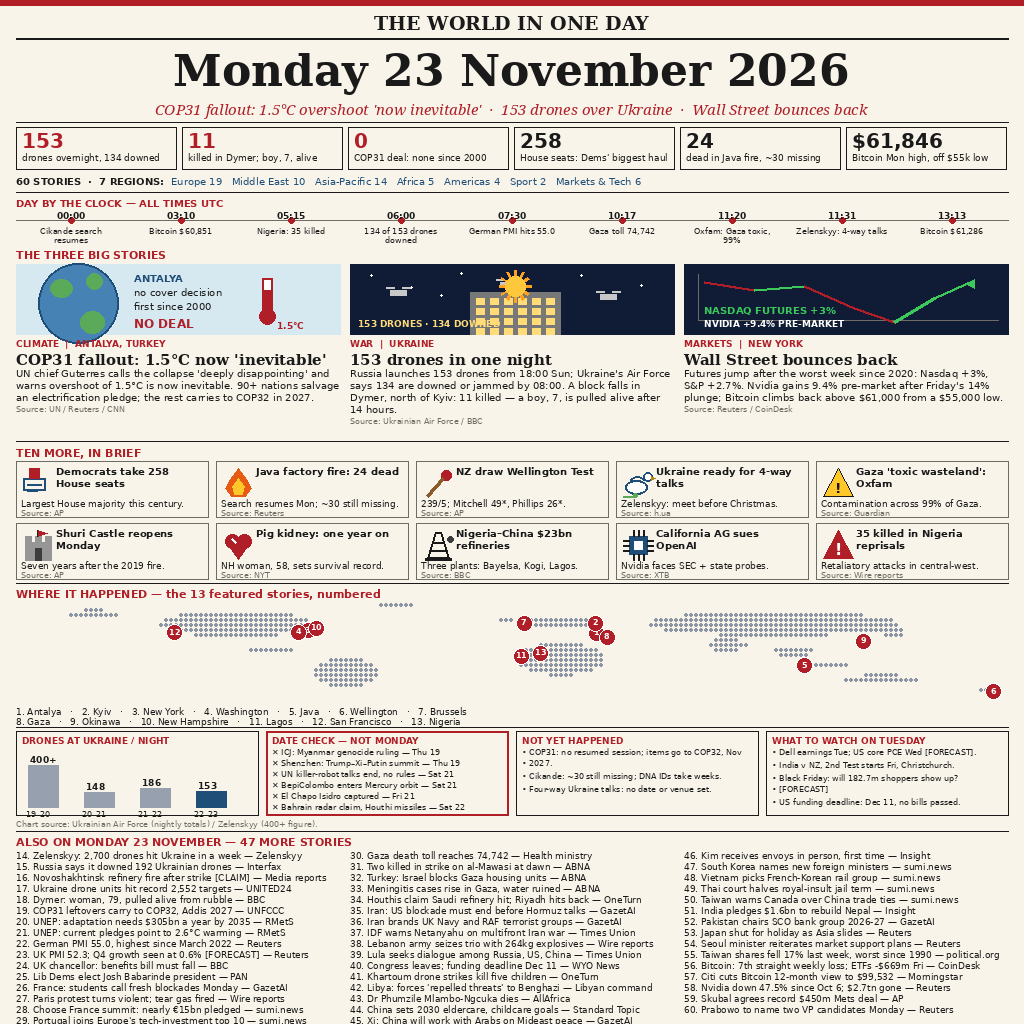 THE WORLD IN ONE DAY
Monday 23 November 2026
COP31 fallout: 1.5°C overshoot 'now inevitable' · 153 drones over Ukraine · Wall Street bounces back
153
drones overnight, 134 downed
11
killed in Dymer; boy, 7, alive
0
COP31 deal: none since 2000
258
House seats: Dems' biggest haul
24
dead in Java fire, ~30 missing
$61,846
Bitcoin Mon high, off $55k low
60 STORIES · 7 REGIONS: Europe 19 Middle East 10 Asia-Pacific 14 Africa 5 Americas 4 Sport 2 Markets & Tech 6
DAY BY THE CLOCK — ALL TIMES UTC
00:00
Cikande search
resumes
03:10
Bitcoin $60,851
05:15
Nigeria: 35 killed
06:00
134 of 153 drones
downed
07:30
German PMI hits 55.0
10:17
Gaza toll 74,742
11:20
Oxfam: Gaza toxic,
99%
11:31
Zelenskyy: 4-way talks
13:13
Bitcoin $61,286
THE THREE BIG STORIES
ANTALYA
no cover decision
first since 2000
NO DEAL
1.5°C
CLIMATE | ANTALYA, TURKEY
COP31 fallout: 1.5°C now 'inevitable'
UN chief Guterres calls the collapse 'deeply disappointing' and
warns overshoot of 1.5°C is now inevitable. 90+ nations salvage
an electrification pledge; the rest carries to COP32 in 2027.
Source: UN / Reuters / CNN
153 DRONES · 134 DOWNED
WAR | UKRAINE
153 drones in one night
Russia launches 153 drones from 18:00 Sun; Ukraine's Air Force
says 134 are downed or jammed by 08:00. A block falls in
Dymer, north of Kyiv: 11 killed — a boy, 7, is pulled alive after
14 hours.
Source: Ukrainian Air Force / BBC
NASDAQ FUTURES +3%
NVIDIA +9.4% PRE-MARKET
MARKETS | NEW YORK
Wall Street bounces back
Futures jump after the worst week since 2020: Nasdaq +3%,
S&P +2.7%. Nvidia gains 9.4% pre-market after Friday's 14%
plunge; Bitcoin climbs back above $61,000 from a $55,000 low.
Source: Reuters / CoinDesk
TEN MORE, IN BRIEF
Democrats take 258
House seats
Largest House majority this century.
Source: AP
Java factory fire: 24 dead
Search resumes Mon; ~30 still missing.
Source: Reuters
NZ draw Wellington Test
239/5; Mitchell 49*, Phillips 26*.
Source: AP
Ukraine ready for 4-way
talks
Zelenskyy: meet before Christmas.
Source: h.ua
!
Gaza 'toxic wasteland':
Oxfam
Contamination across 99% of Gaza.
Source: Guardian
Shuri Castle reopens
Monday
Seven years after the 2019 fire.
Source: AP
Pig kidney: one year on
NH woman, 58, sets survival record.
Source: NYT
Nigeria–China $23bn
refineries
Three plants: Bayelsa, Kogi, Lagos.
Source: BBC
California AG sues
OpenAI
Nvidia faces SEC + state probes.
Source: XTB
!
35 killed in Nigeria
reprisals
Retaliatory attacks in central-west.
Source: Wire reports
WHERE IT HAPPENED — the 13 featured stories, numbered
12
4
10
7
2
1
8
11
13
9
5
6
1. Antalya · 2. Kyiv · 3. New York · 4. Washington · 5. Java · 6. Wellington · 7. Brussels
8. Gaza · 9. Okinawa · 10. New Hampshire · 11. Lagos · 12. San Francisco · 13. Nigeria
DRONES AT UKRAINE / NIGHT
400+
148
186
153
19-20
20-21
21-22
22-23
Chart source: Ukrainian Air Force (nightly totals) / Zelenskyy (400+ figure).
DATE CHECK — NOT MONDAY
✕ ICJ: Myanmar genocide ruling — Thu 19
✕ Shenzhen: Trump–Xi–Putin summit — Thu 19
✕ UN killer-robot talks end, no rules — Sat 21
✕ BepiColombo enters Mercury orbit — Sat 21
✕ El Chapo Isidro captured — Fri 21
✕ Bahrain radar claim, Houthi missiles — Sat 22
NOT YET HAPPENED
• COP31: no resumed session; items go to COP32, Nov
• 2027.
• Cikande: ~30 still missing; DNA IDs take weeks.
• Four-way Ukraine talks: no date or venue set.
WHAT TO WATCH ON TUESDAY
• Dell earnings Tue; US core PCE Wed [FORECAST].
• India v NZ, 2nd Test starts Fri, Christchurch.
• Black Friday: will 182.7m shoppers show up?
• [FORECAST]
• US funding deadline: Dec 11, no bills passed.
ALSO ON MONDAY 23 NOVEMBER — 47 MORE STORIES
14. Zelenskyy: 2,700 drones hit Ukraine in a week — Zelenskyy
15. Russia says it downed 192 Ukrainian drones — Interfax
16. Novoshakhtinsk refinery fire after strike [CLAIM] — Media reports
17. Ukraine drone units hit record 2,552 targets — UNITED24
18. Dymer: woman, 79, pulled alive from rubble — BBC
19. COP31 leftovers carry to COP32, Addis 2027 — UNFCCC
20. UNEP: adaptation needs $305bn a year by 2035 — RMetS
21. UNEP: current pledges point to 2.6°C warming — RMetS
22. German PMI 55.0, highest since March 2022 — Reuters
23. UK PMI 52.3; Q4 growth seen at 0.6% [FORECAST] — Reuters
24. UK chancellor: benefits bill must fall — BBC
25. Lib Dems elect Josh Babarinde president — PAN
26. France: students call fresh blockades Monday — GazetAI
27. Paris protest turns violent; tear gas fired — Wire reports
28. Choose France summit: nearly €15bn pledged — sumi.news
29. Portugal joins Europe's tech-investment top 10 — sumi.news
30. Gaza death toll reaches 74,742 — Health ministry
31. Two killed in strike on al-Mawasi at dawn — ABNA
32. Turkey: Israel blocks Gaza housing units — ABNA
33. Meningitis cases rise in Gaza, water ruined — ABNA
34. Houthis claim Saudi refinery hit; Riyadh hits back — OneTurn
35. Iran: US blockade must end before Hormuz talks — GazetAI
36. Iran brands UK Navy and RAF terrorist groups — GazetAI
37. IDF warns Netanyahu on multifront Iran war — Times Union
38. Lebanon army seizes trio with 264kg explosives — Wire reports
39. Lula seeks dialogue among Russia, US, China — Times Union
40. Congress leaves; funding deadline Dec 11 — WYO News
41. Khartoum drone strikes kill five children — OneTurn
42. Libya: forces 'repelled threats' to Benghazi — Libyan command
43. Dr Phumzile Mlambo-Ngcuka dies — AllAfrica
44. China sets 2030 eldercare, childcare goals — Standard Topic
45. Xi: China will work with Arabs on Mideast peace — GazetAI
46. Kim receives envoys in person, first time — Insight
47. South Korea names new foreign ministers — sumi.news
48. Vietnam picks French-Korean rail group — sumi.news
49. Thai court halves royal-insult jail term — sumi.news
50. Taiwan warns Canada over China trade ties — sumi.news
51. India pledges $1.6bn to rebuild Nepal — Insight
52. Pakistan chairs SCO bank group 2026-27 — GazetAI
53. Japan shut for holiday as Asia slides — Reuters
54. Seoul minister reiterates market support plans — Reuters
55. Taiwan shares fell 17% last week, worst since 1990 — political.org
56. Bitcoin: 7th straight weekly loss; ETFs -$669m Fri — CoinDesk
57. Citi cuts Bitcoin 12-month view to $99,532 — Morningstar
58. Nvidia down 47.5% since Oct 6; $2.7tn gone — Reuters
59. Skubal agrees record $450m Mets deal — AP
60. Prabowo to name two VP candidates Monday — Reuters